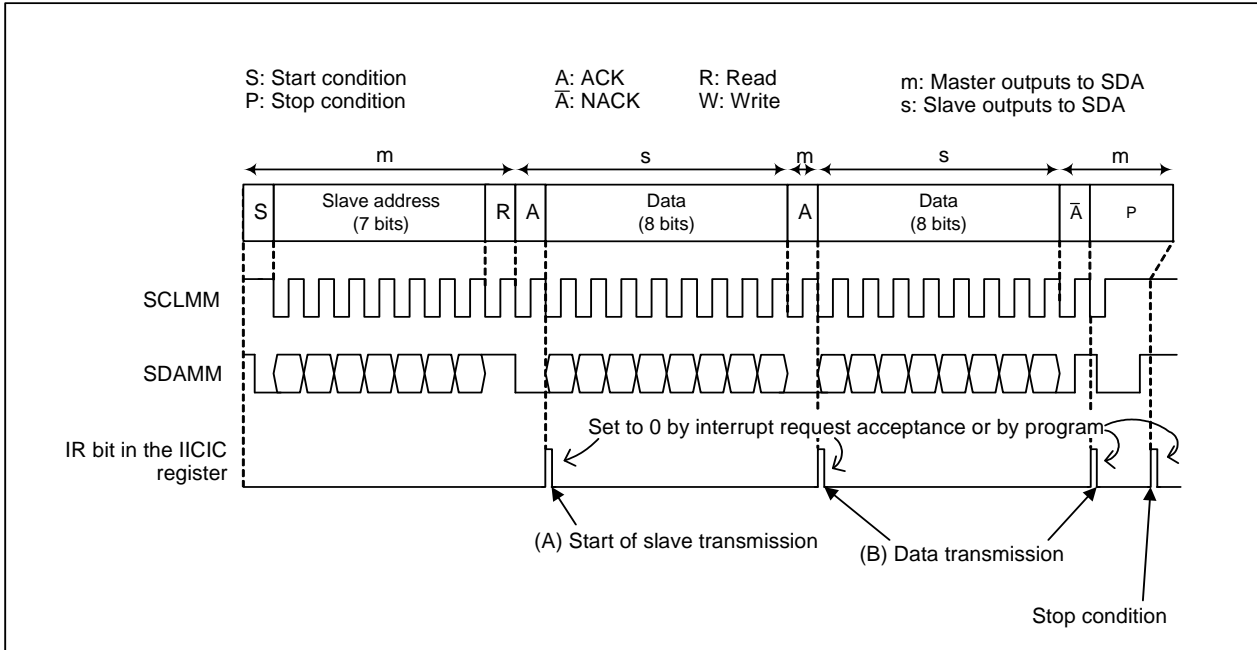 S: Start condition
P: Stop condition
A: ACK
A̅: NACK
R: Read
W: Write
m: Master outputs to SDA
s: Slave outputs to SDA
m s m s m
S Slave address (7 bits) R A Data (8 bits) A Data (8 bits) A̅ P
SCLMM
SDAMM
IR bit in the IICIC
register
Set to 0 by interrupt request acceptance or by program
(A) Start of slave transmission
(B) Data transmission
Stop condition